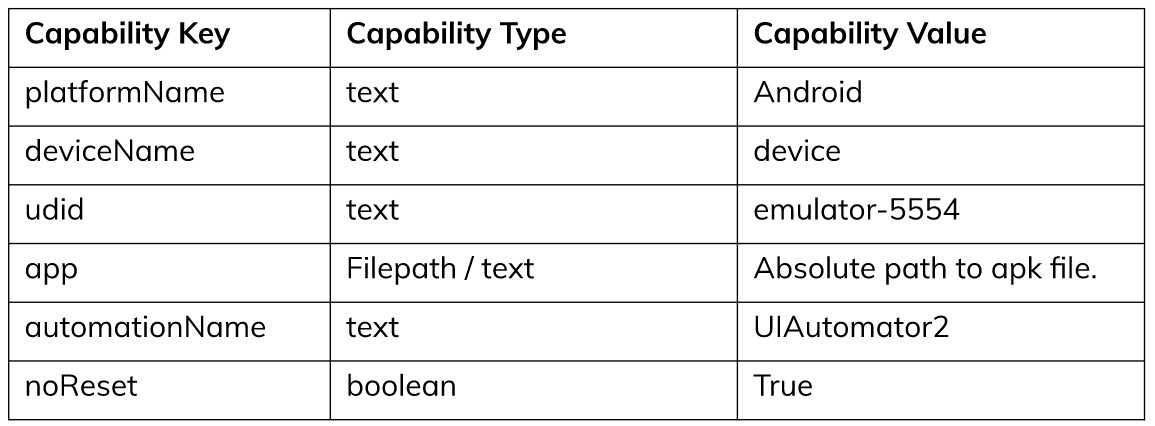 Capability Key Capability Type Capability Value
platformName text Android
deviceName text device
udid text emulator-5554
app Filepath / text Absolute path to apk file.
automationName text UIAutomator2
noReset boolean True